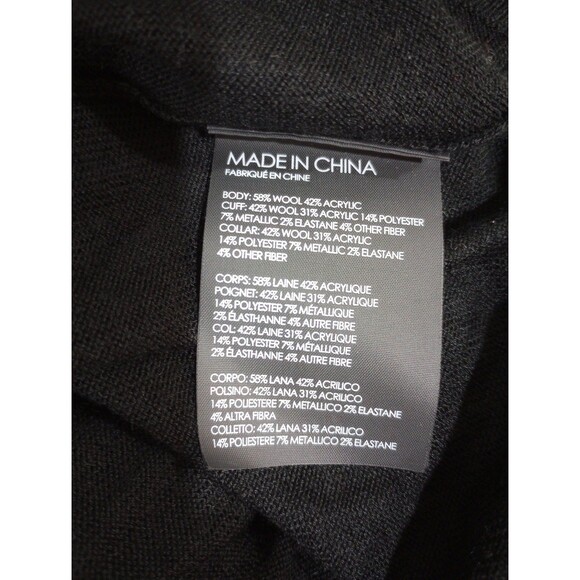 MADE IN CHINA
FABRIQUÉ EN CHINE
BODY: 58% WOOL 42% ACRYLIC
CUFF: 42% WOOL 31% ACRYLIC 14% POLYESTER
7% METALLIC 2% ELASTANE 4% OTHER FIBER
COLLAR: 42% WOOL 31% ACRYLIC
14% POLYESTER 7% METALLIC 2% ELASTANE
4% OTHER FIBER
CORPS: 58% LAINE 42% ACRYLIQUE
POIGNET: 42% LAINE 31% ACRYLIQUE
14% POLYESTER 7% MÉTALLIQUE
2% ÉLASTHANNE 4% AUTRE FIBRE
COL: 42% LAINE 31% ACRYLIQUE
14% POLYESTER 7% MÉTALLIQUE
2% ÉLASTHANNE 4% AUTRE FIBRE
CORPO: 58% LANA 42% ACRILICO
POLSINO: 42% LANA 31% ACRILICO
14% POLIESTERE 7% METALLICO 2% ELASTANE
4% ALTRA FIBRA
COLLETTO: 42% LANA 31% ACRILICO
14% POLIESTERE 7% METALLICO 2% ELASTANE